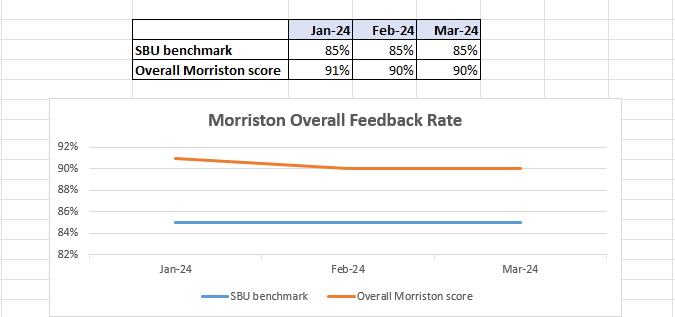 Jan-24 Feb-24 Mar-24
SBU benchmark 85% 85% 85%
Overall Morriston score 91% 90% 90%
Morriston Overall Feedback Rate
92%
90%
88%
86%
84%
82%
Jan-24 Feb-24 Mar-24
SBU benchmark Overall Morriston score